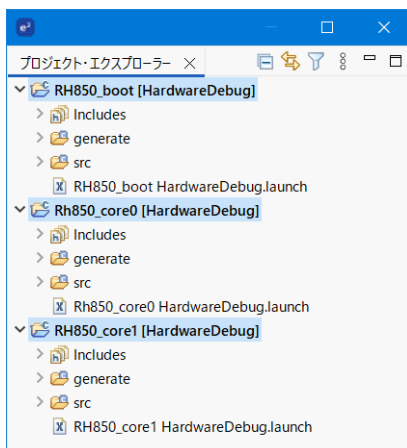 e²
プロジェクト・エクスプローラー
RH850_boot [HardwareDebug]
Includes
generate
src
RH850_boot HardwareDebug.launch
Rh850_core0 [HardwareDebug]
Includes
generate
src
Rh850_core0 HardwareDebug.launch
RH850_core1 [HardwareDebug]
Includes
generate
src
RH850_core1 HardwareDebug.launch